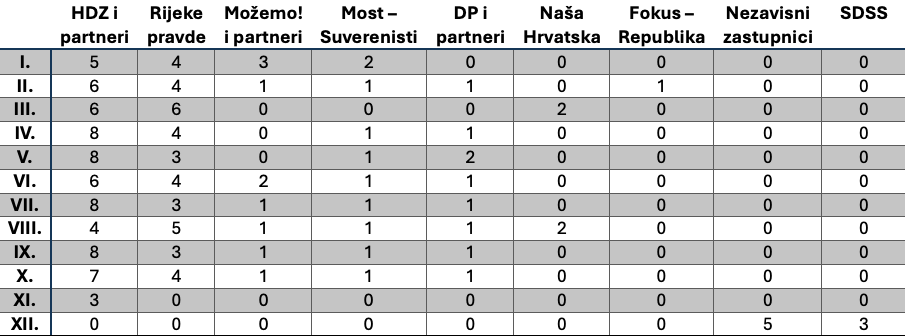 HDZ i partneri Rijeke pravde Možemo! i partneri Most – Suverenisti DP i partneri Naša Hrvatska Fokus – Republika Nezavisni zastupnici SDSS
I. 5 4 3 2 0 0 0 0 0
II. 6 4 1 1 1 0 1 0 0
III. 6 6 0 0 0 2 0 0 0
IV. 8 4 0 1 1 0 0 0 0
V. 8 3 0 1 2 0 0 0 0
VI. 6 4 2 1 1 0 0 0 0
VII. 8 3 1 1 1 0 0 0 0
VIII. 4 5 1 1 1 2 0 0 0
IX. 8 3 1 1 1 0 0 0 0
X. 7 4 1 1 1 0 0 0 0
XI. 3 0 0 0 0 0 0 0 0
XII. 0 0 0 0 0 0 0 5 3